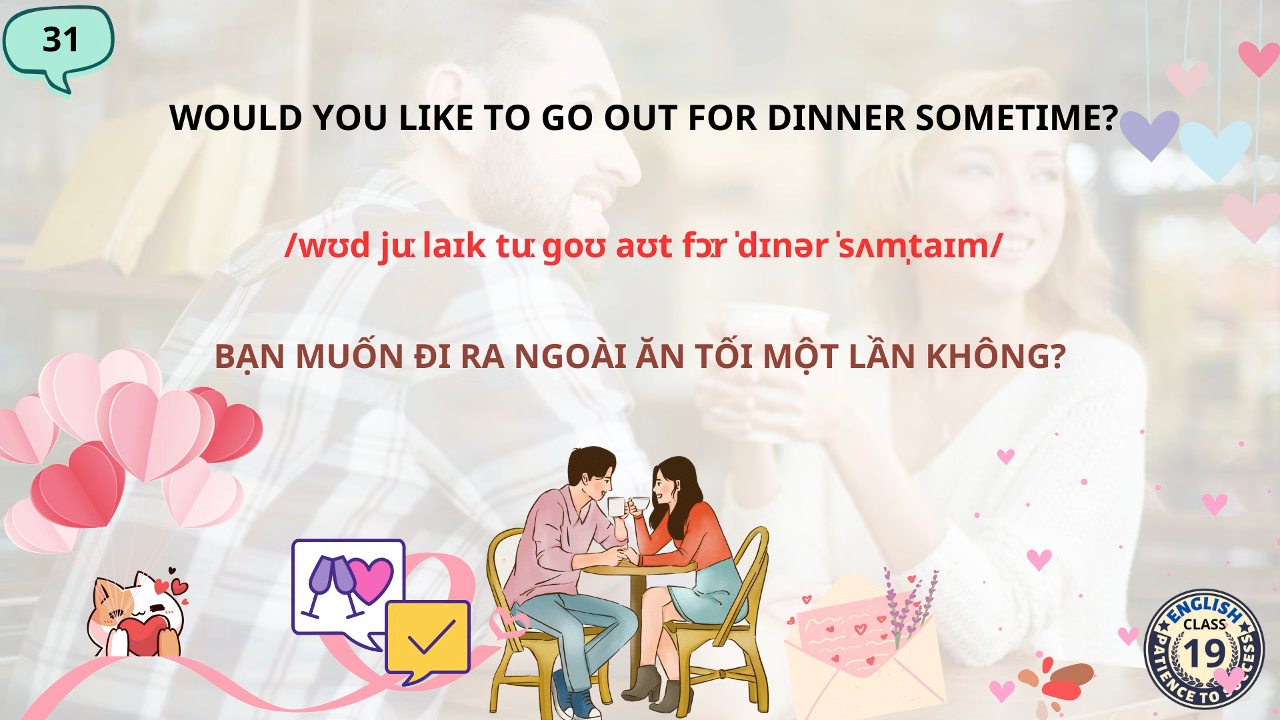 31
WOULD YOU LIKE TO GO OUT FOR DINNER SOMETIME?
/wʊd juː laɪk tuː goʊ aʊt fɔːr ˈdɪnər ˈsʌmˌtaɪm/
BẠN MUỐN ĐI RA NGOÀI ĂN TỐI MỘT LẦN KHÔNG?
ENGLISH
CLASS
19
PATIENCE TO SUCCESS